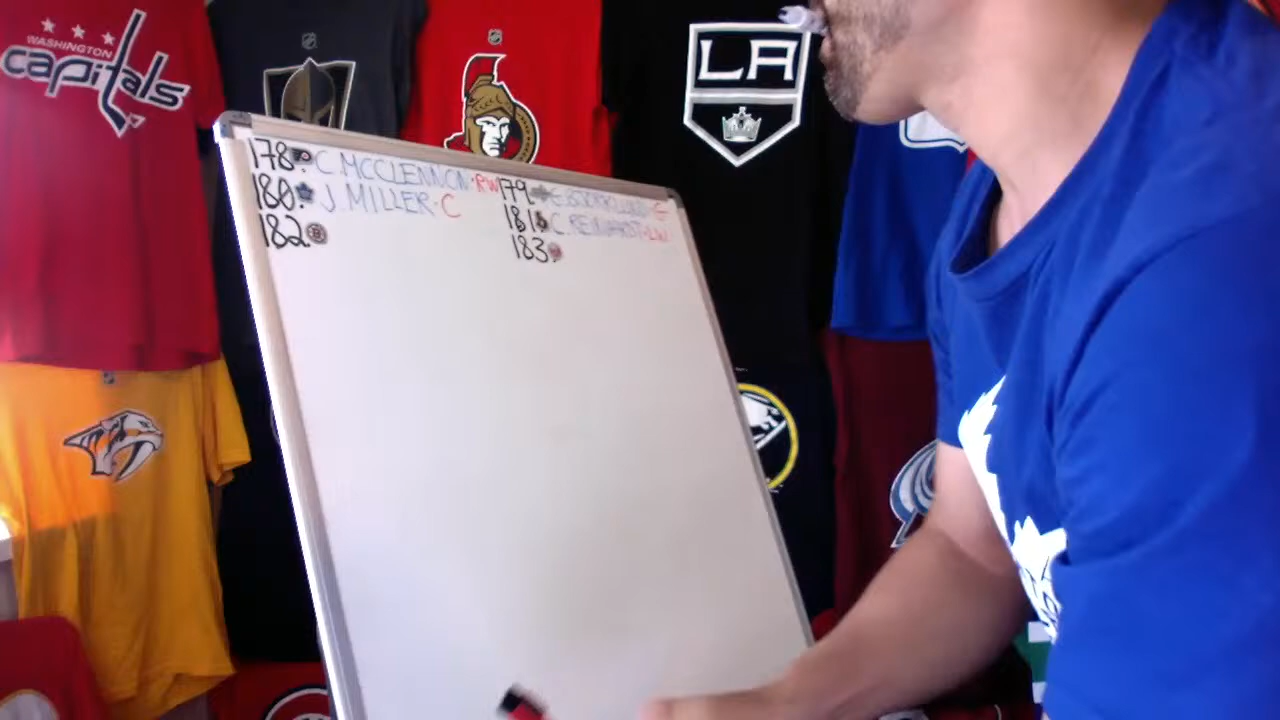 WASHINGTON
capitals
LA
178. C. MCCLENNON · RW
179.
180. J. MILLER · C
181. C. REINHARDT · LW
182.
183.